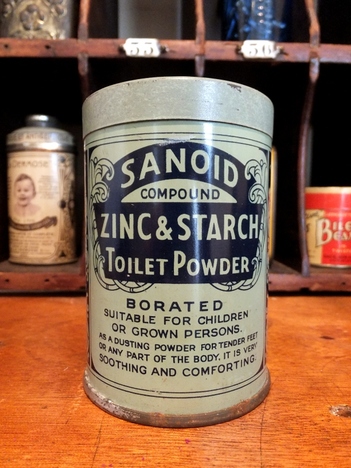 55
56
SANOID
COMPOUND
ZINC & STARCH
TOILET POWDER
BORATED
SUITABLE FOR CHILDREN
OR GROWN PERSONS.
AS A DUSTING POWDER FOR TENDER FEET
OR ANY PART OF THE BODY. IT IS VERY
SOOTHING AND COMFORTING.